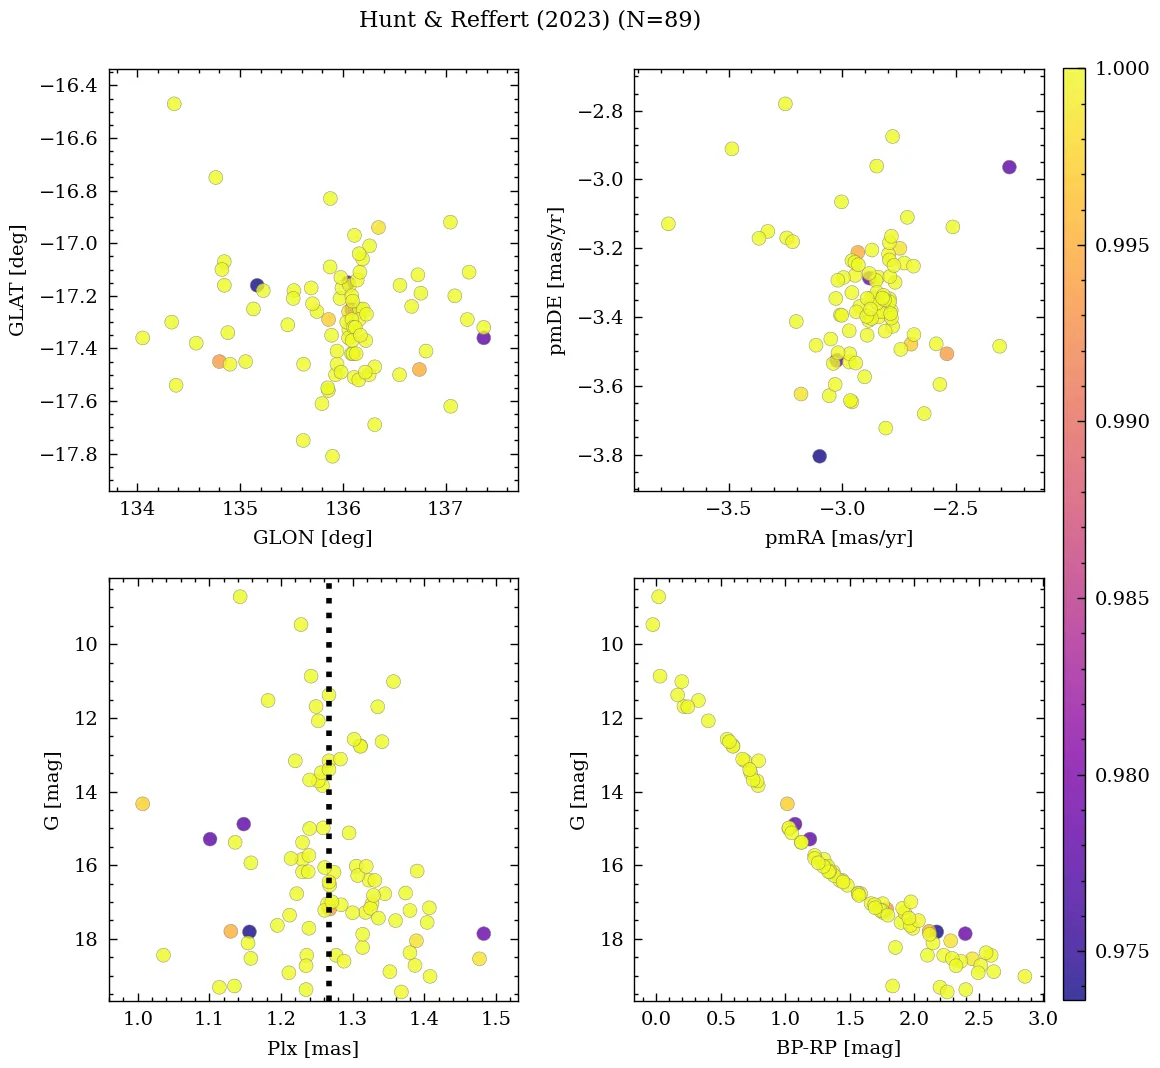 Hunt & Reffert (2023) (N=89)
−16.4
−16.6
−16.8
−17.0
−17.2
−17.4
−17.6
−17.8
GLAT [deg]
134 135 136 137
GLON [deg]
−2.8
−3.0
−3.2
−3.4
−3.6
−3.8
pmDE [mas/yr]
−3.5 −3.0 −2.5
pmRA [mas/yr]
10
12
14
16
18
G [mag]
1.0 1.1 1.2 1.3 1.4 1.5
Plx [mas]
10
12
14
16
18
G [mag]
0.0 0.5 1.0 1.5 2.0 2.5 3.0
BP-RP [mag]
1.000
0.995
0.990
0.985
0.980
0.975